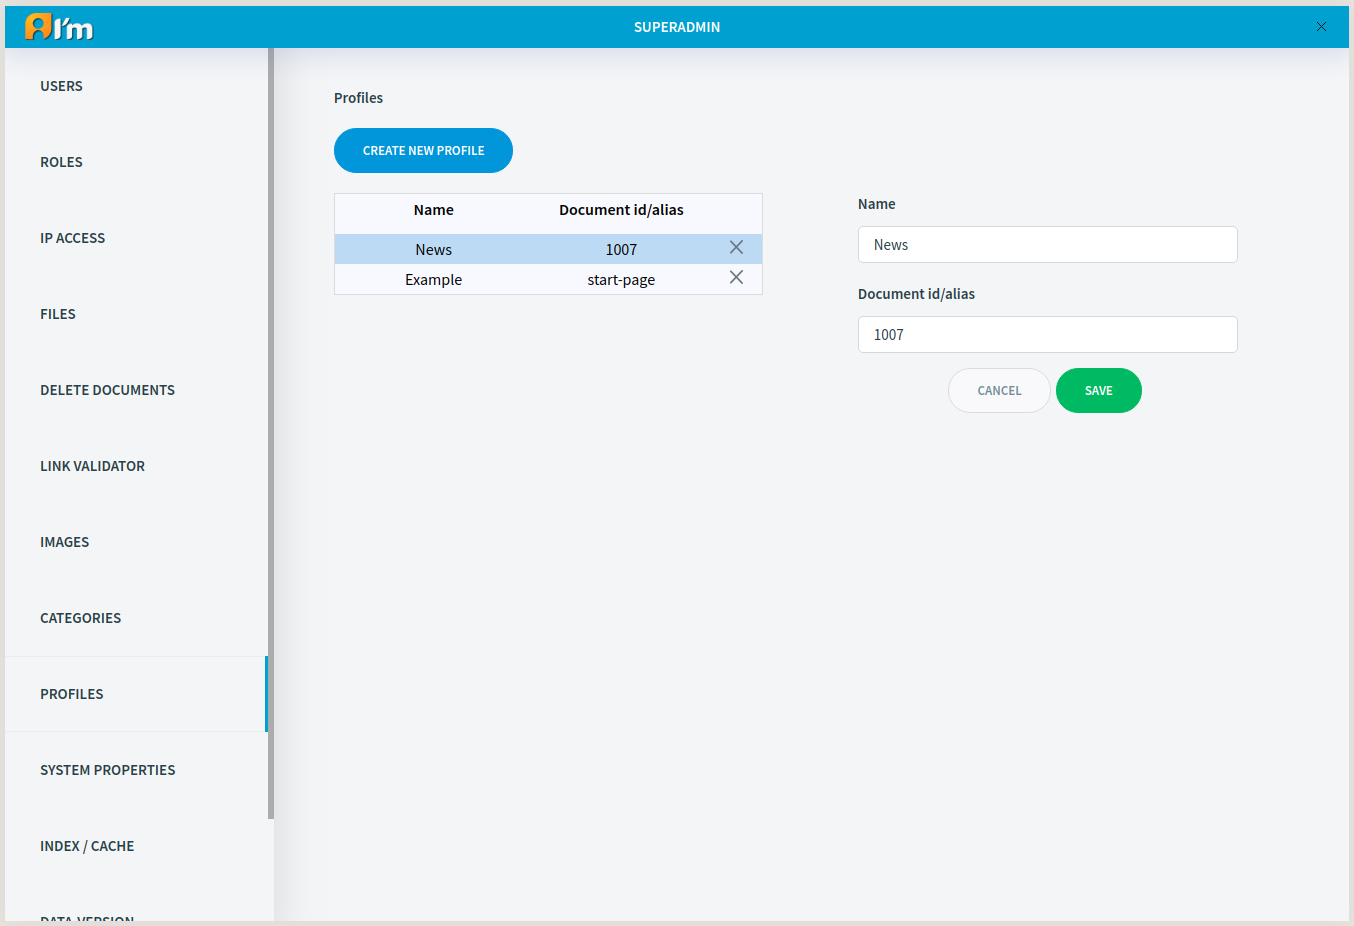 I'm
SUPERADMIN
USERS
ROLES
IP ACCESS
FILES
DELETE DOCUMENTS
LINK VALIDATOR
IMAGES
CATEGORIES
PROFILES
SYSTEM PROPERTIES
INDEX / CACHE
DATA-VERSION
Profiles
CREATE NEW PROFILE
Name Document id/alias
News 1007
Example start-page
Name
News
Document id/alias
1007
CANCEL SAVE